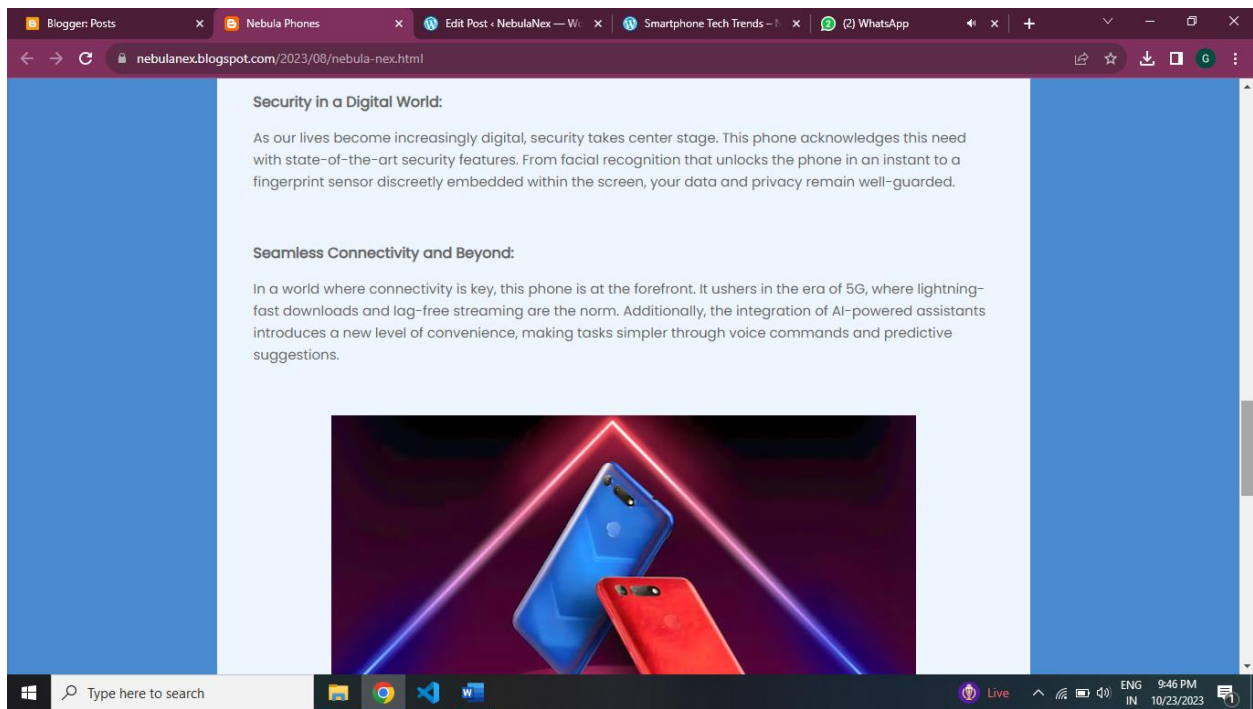 Blogger: Posts
Nebula Phones
Edit Post ‹ NebulaNex — Wo
Smartphone Tech Trends –
(2) WhatsApp
nebulanex.blogspot.com/2023/08/nebula-nex.html
G
Security in a Digital World:
As our lives become increasingly digital, security takes center stage. This phone acknowledges this need
with state-of-the-art security features. From facial recognition that unlocks the phone in an instant to a
fingerprint sensor discreetly embedded within the screen, your data and privacy remain well-guarded.
Seamless Connectivity and Beyond:
In a world where connectivity is key, this phone is at the forefront. It ushers in the era of 5G, where lightning-
fast downloads and lag-free streaming are the norm. Additionally, the integration of AI-powered assistants
introduces a new level of convenience, making tasks simpler through voice commands and predictive
suggestions.
Type here to search
Live
ENG
IN
9:46 PM
10/23/2023
1